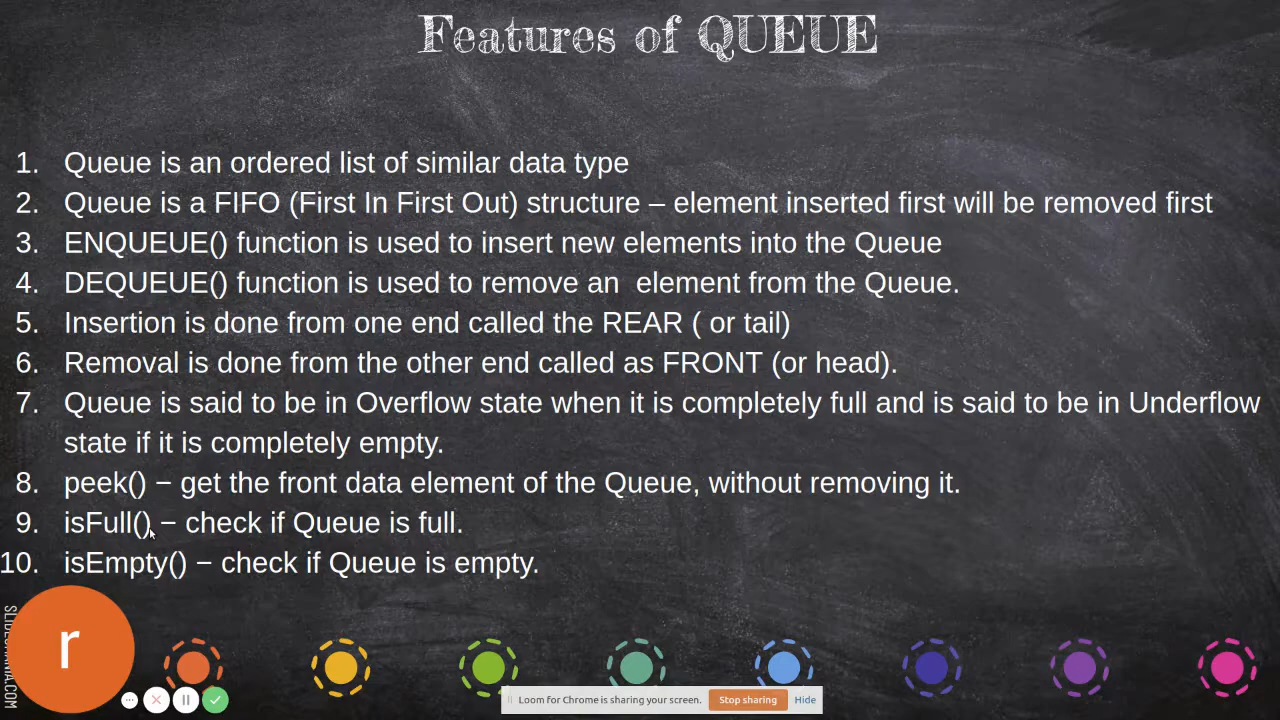 Features of QUEUE
1. Queue is an ordered list of similar data type
2. Queue is a FIFO (First In First Out) structure – element inserted first will be removed first
3. ENQUEUE() function is used to insert new elements into the Queue
4. DEQUEUE() function is used to remove an  element from the Queue.
5. Insertion is done from one end called the REAR ( or tail)
6. Removal is done from the other end called as FRONT (or head).
7. Queue is said to be in Overflow state when it is completely full and is said to be in Underflow
state if it is completely empty.
8. peek() − get the front data element of the Queue, without removing it.
9. isFull() − check if Queue is full.
10. isEmpty() − check if Queue is empty.
r
Loom for Chrome is sharing your screen. Stop sharing Hide